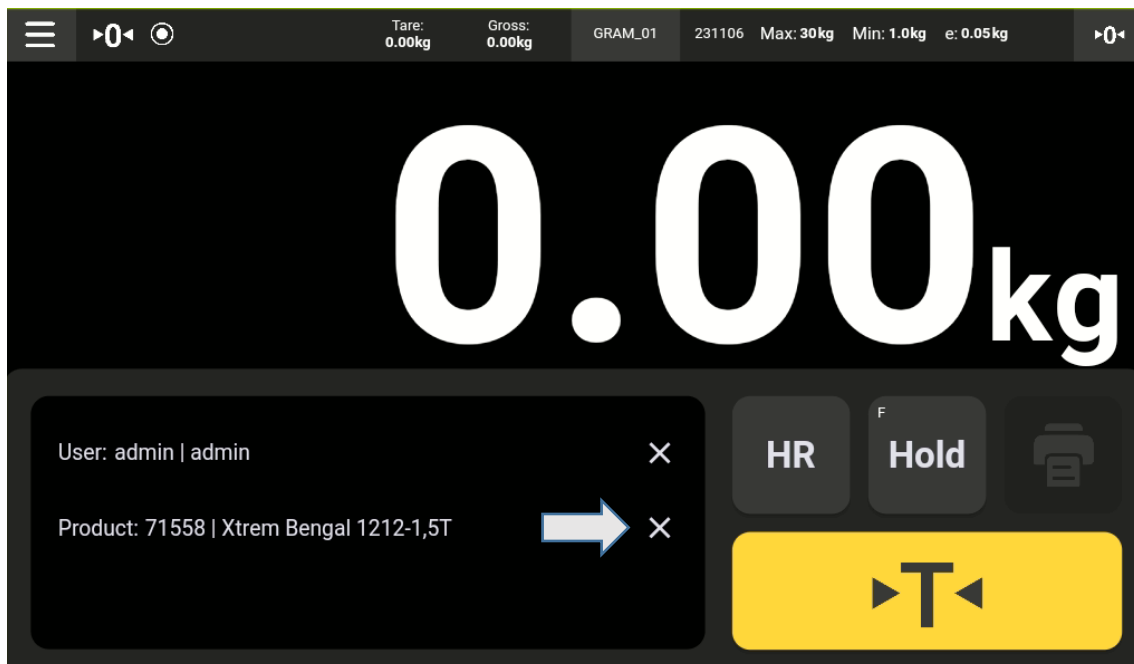 ▸0◂
Tare:
0.00kg
Gross:
0.00kg
GRAM_01
231106 Max: 30kg Min: 1.0kg e: 0.05kg
▸0◂
0.00kg
User: admin | admin
Product: 71558 | Xtrem Bengal 1212-1,5T
HR
F
Hold
▸T◂